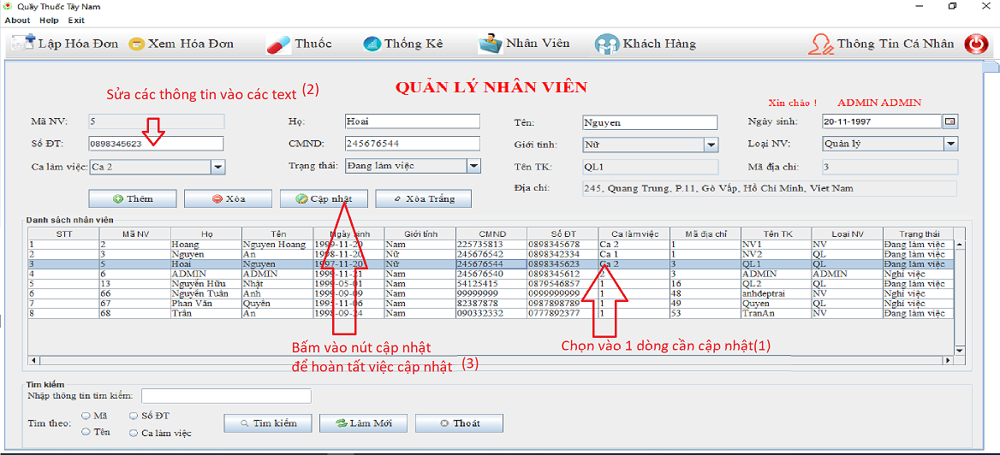 Quầy Thuốc Tây Nam
About Help Exit
Lập Hóa Đơn Xem Hóa Đơn Thuốc Thống Kê Nhân Viên Khách Hàng Thông Tin Cá Nhân
QUẢN LÝ NHÂN VIÊN
Sửa các thông tin vào các text (2)
Xin chào ! ADMIN ADMIN
Mã NV: 5 Họ: Hoai Tên: Nguyen Ngày sinh: 20-11-1997
Số ĐT: 0898345623 CMND: 245676544 Giới tính: Nữ Loại NV: Quản lý
Ca làm việc: Ca 2 Trạng thái: Đang làm việc Tên TK: QL1 Mã địa chỉ: 3
Địa chỉ: 245, Quang Trung, P.11, Gò Vấp, Hồ Chí Minh, Viet Nam
Thêm Xóa Cập nhật Xóa Trắng
Danh sách nhân viên
STT Mã NV Họ Tên Ngày sinh Giới tính CMND Số ĐT Ca làm việc Mã địa chỉ Tên TK Loại NV Trạng thái
1 2 Hoang Nguyen Hoang 1999-11-20 Nam 225735813 0898345678 Ca 2 1 NV1 NV Đang làm việc
2 3 Nguyen An 1998-11-20 Nữ 245676542 0898342334 Ca 1 1 NV2 QL Đang làm việc
3 5 Hoai Nguyen 1997-11-20 Nữ 245676544 0898345623 Ca 2 3 QL1 QL Đang làm việc
4 6 ADMIN ADMIN 1999-11-21 Nam 245676540 0898345612 3 ADMIN ADMIN Nghỉ việc
5 13 Nguyễn Hữu Nhật 1999-05-01 Nam 54125415 0879546857 1 16 QL2 QL Đang làm việc
6 66 Nguyễn Tuấn Anh 1999-09-09 Nam 99999999 0999999999 1 48 anhdeptrai NV Nghỉ việc
7 67 Phan Văn Quyên 1995-11-06 Nam 82387878 0987898789 1 49 Quyen QL Nghỉ việc
8 68 Trân An 1998-09-24 Nam 090332332 0777892377 1 53 TranAn NV Đang làm việc
Bấm vào nút cập nhật
để hoàn tất việc cập nhật (3)
Chọn vào 1 dòng cần cập nhật(1)
Tìm kiếm
Nhập thông tin tìm kiếm:
Tìm theo: Mã Số ĐT
Tên Ca làm việc
Tìm kiếm Làm Mới Thoát